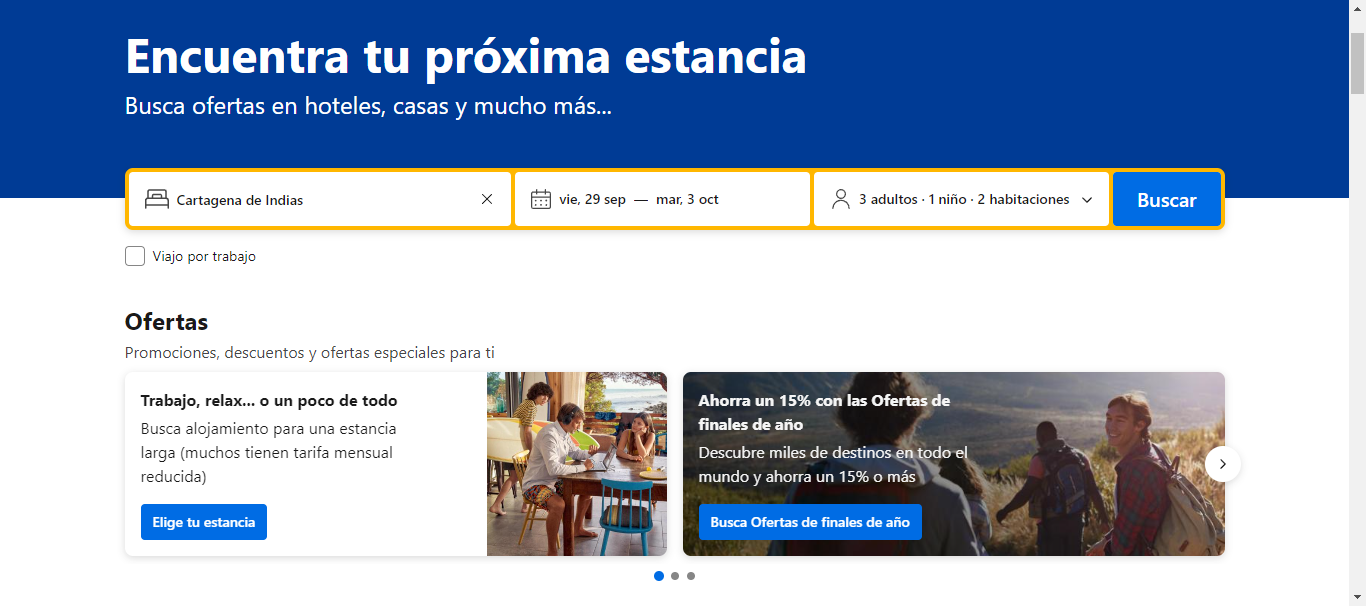 Encuentra tu próxima estancia
Busca ofertas en hoteles, casas y mucho más...
Cartagena de Indias
vie, 29 sep — mar, 3 oct
3 adultos · 1 niño · 2 habitaciones
Buscar
Viajo por trabajo
Ofertas
Promociones, descuentos y ofertas especiales para ti
Trabajo, relax... o un poco de todo
Busca alojamiento para una estancia
larga (muchos tienen tarifa mensual
reducida)
Elige tu estancia
Ahorra un 15% con las Ofertas de
finales de año
Descubre miles de destinos en todo el
mundo y ahorra un 15% o más
Busca Ofertas de finales de año